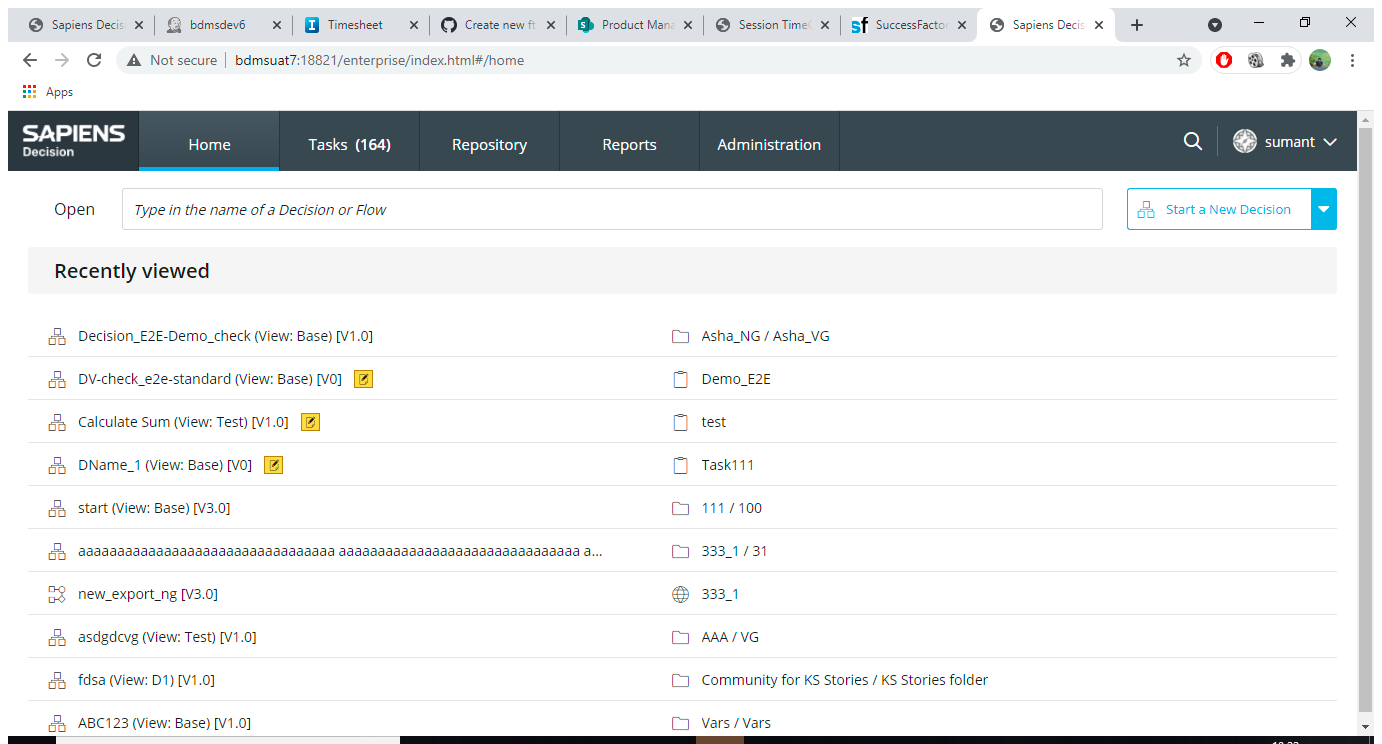 Sapiens Decis
bdmsdev6
Timesheet
Create new ft
Product Mana
Session Time
SuccessFactor
Sapiens Decis
Not secure | bdmsuat7:18821/enterprise/index.html#/home
Apps
SAPIENS
Decision
Home
Tasks (164)
Repository
Reports
Administration
sumant
Open
Type in the name of a Decision or Flow
Start a New Decision
Recently viewed
Decision_E2E-Demo_check (View: Base) [V1.0] Asha_NG / Asha_VG
DV-check_e2e-standard (View: Base) [V0] Demo_E2E
Calculate Sum (View: Test) [V1.0] test
DName_1 (View: Base) [V0] Task111
start (View: Base) [V3.0] 111 / 100
333_1 / 31
new_export_ng [V3.0] 333_1
asdgdcvg (View: Test) [V1.0] AAA / VG
fdsa (View: D1) [V1.0] Community for KS Stories / KS Stories folder
ABC123 (View: Base) [V1.0] Vars / Vars